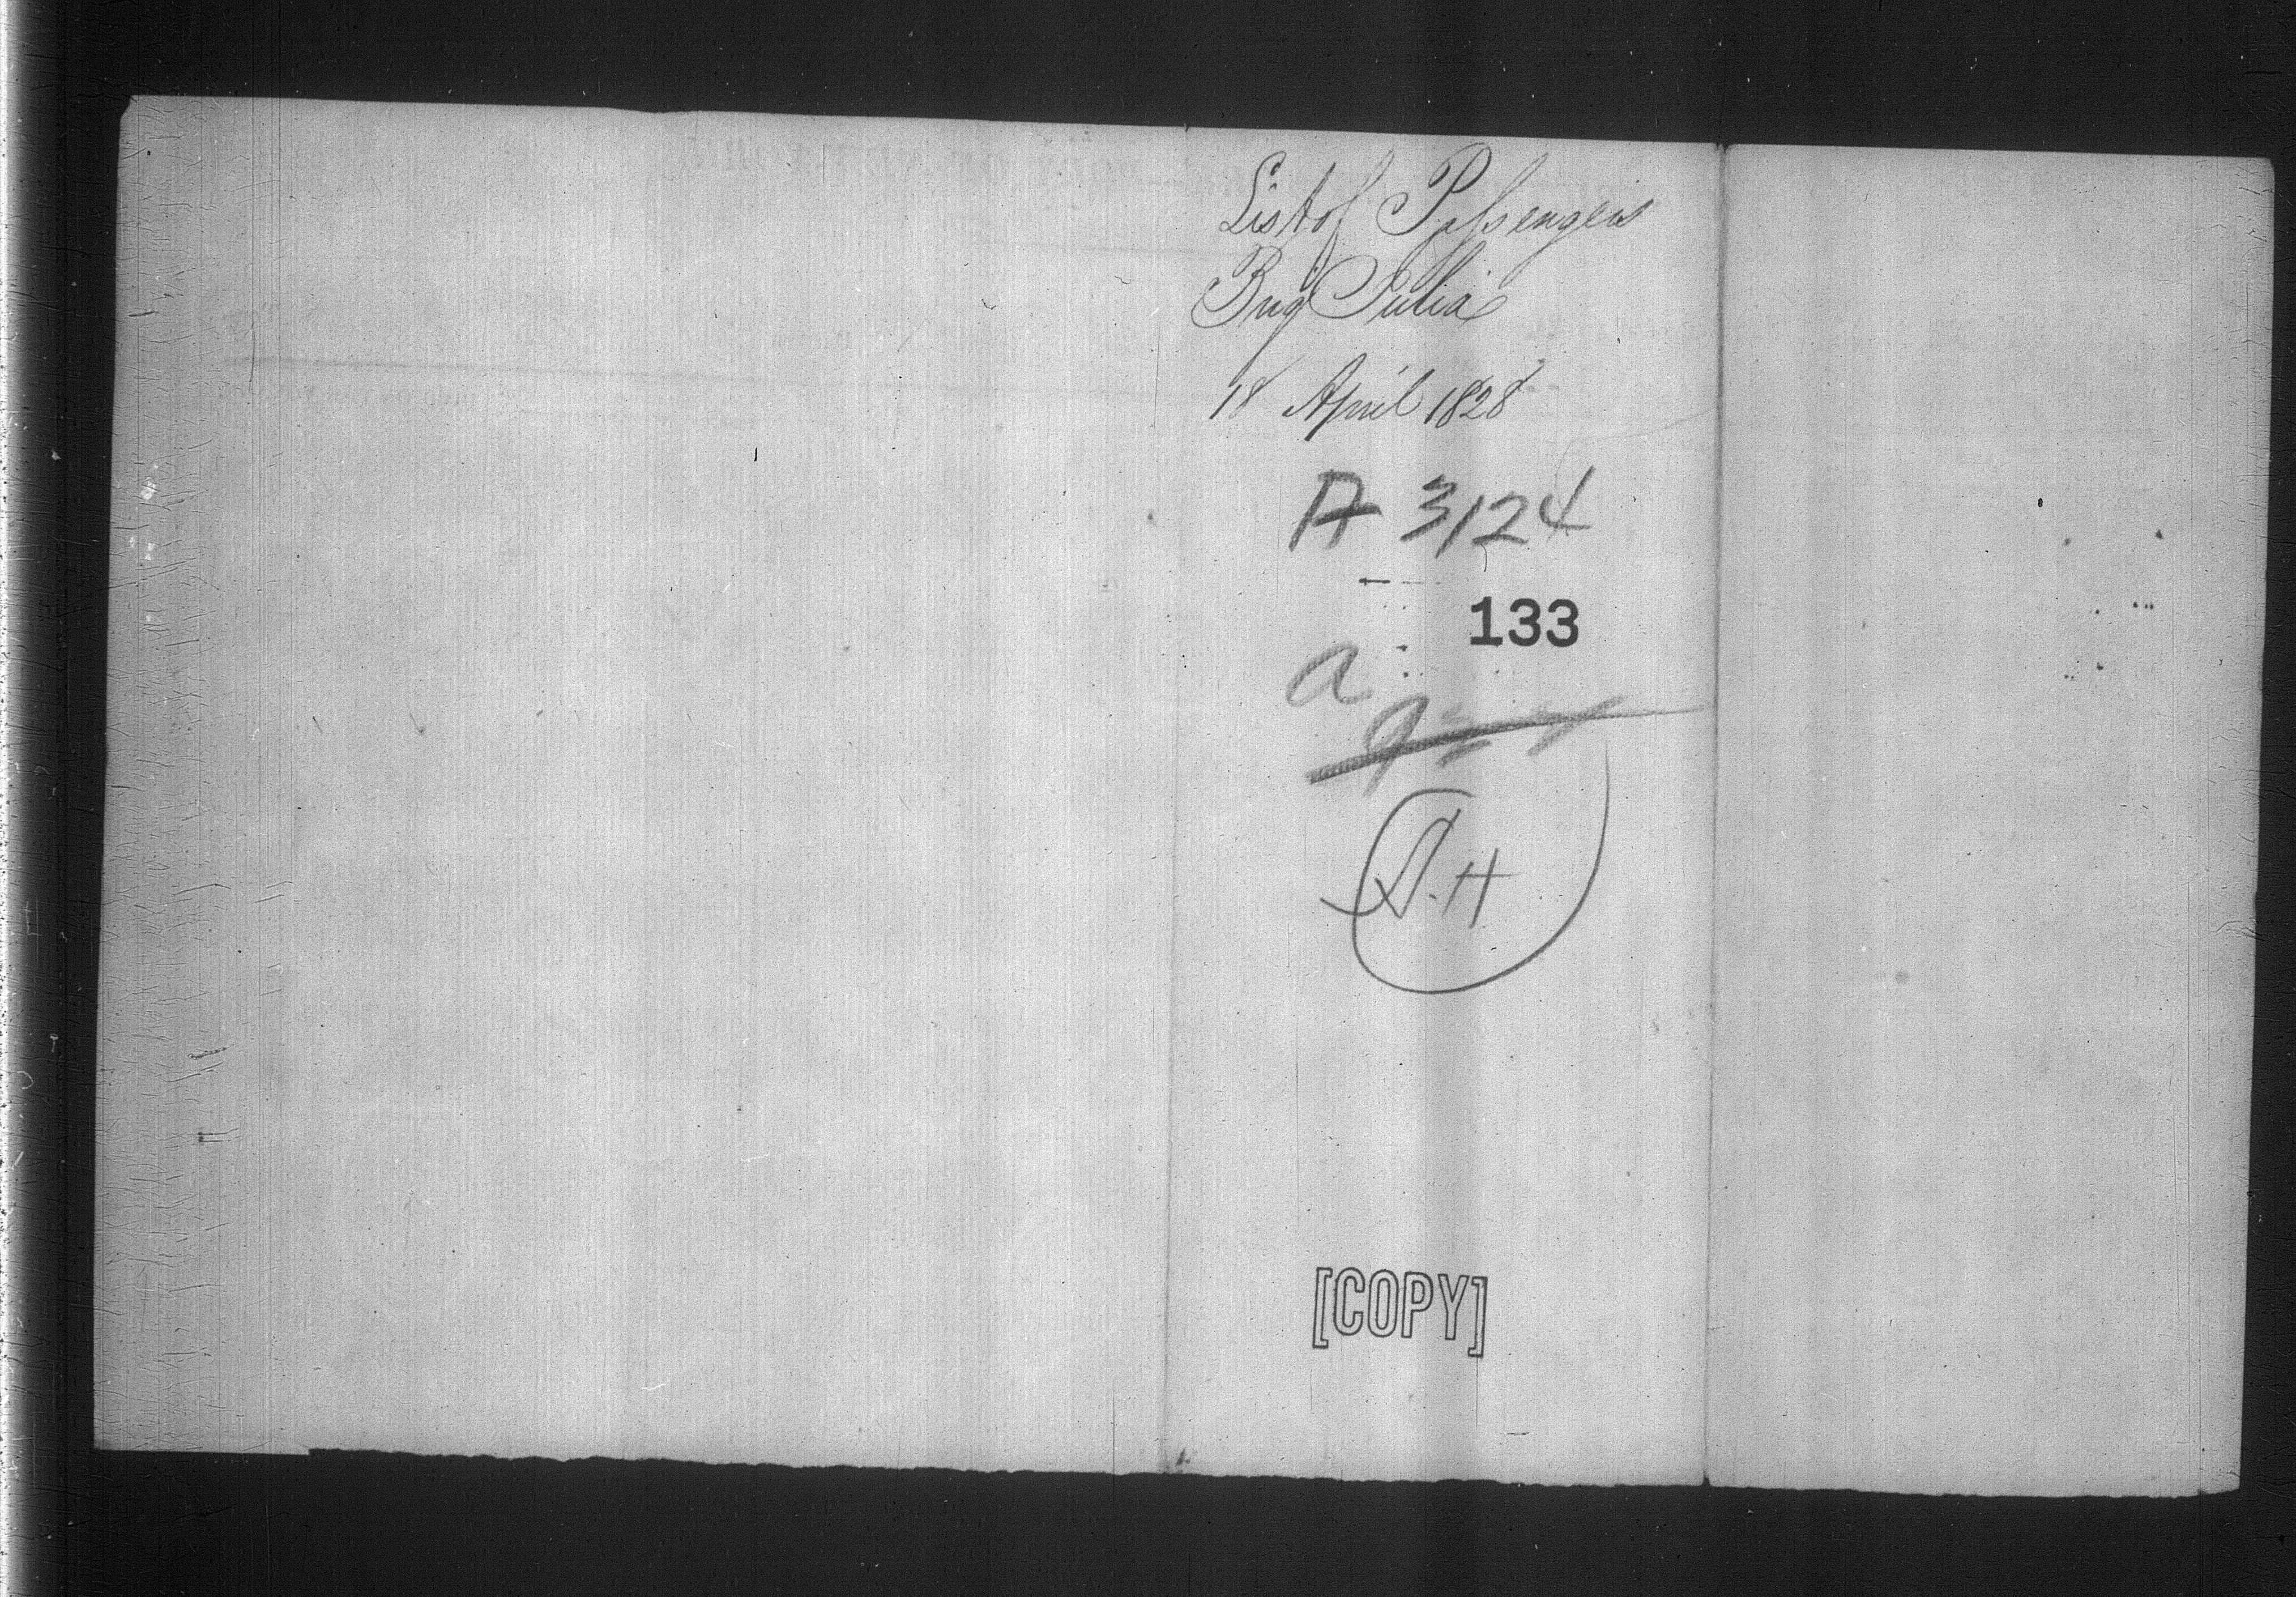 List of Passengers
Brig Julia
18 April 1828
A 3124
133
a
A.H
[COPY]